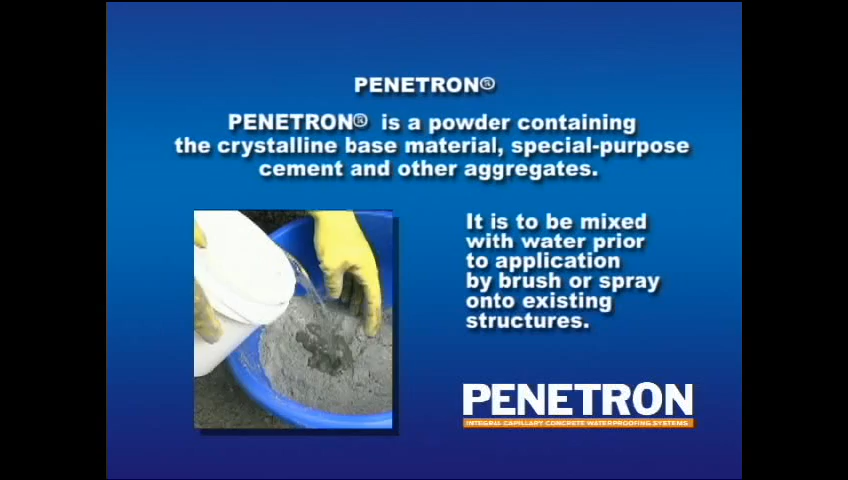 PENETRON®
PENETRON® is a powder containing
the crystalline base material, special-purpose
cement and other aggregates.
It is to be mixed
with water prior
to application
by brush or spray
onto existing
structures.
PENETRON
INTEGRAL CAPILLARY CONCRETE WATERPROOFING SYSTEMS